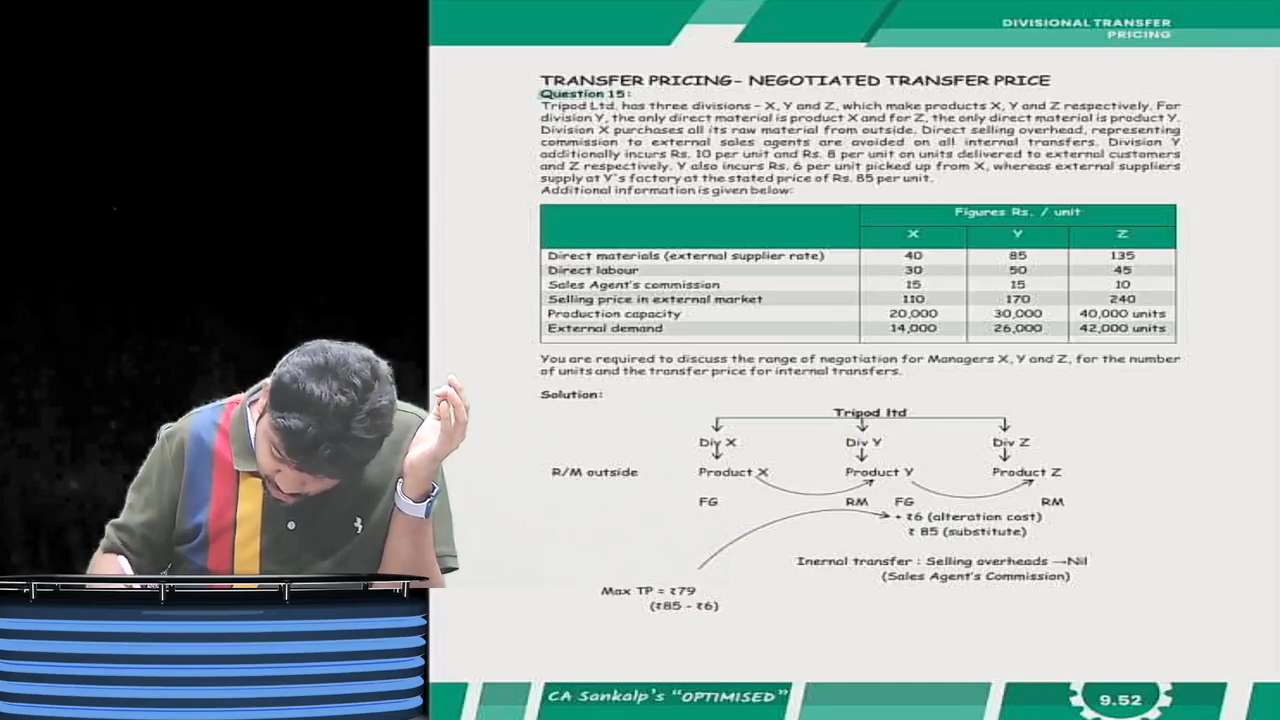 DIVISIONAL TRANSFER
PRICING
TRANSFER PRICING- NEGOTIATED TRANSFER PRICE
Question 15:
Tripod Ltd. has three divisions – X, Y and Z, which make products X, Y and Z respectively. For
division Y, the only direct material is product X and for Z, the only direct material is product Y.
Division X purchases all its raw material from outside. Direct selling overhead, representing
commission to external sales agents are avoided on all internal transfers. Division Y
additionally incurs Rs. 10 per unit and Rs. 8 per unit on units delivered to external customers
and Z respectively. Y also incurs Rs. 6 per unit picked up from X, whereas external suppliers
supply at Y's factory at the stated price of Rs. 85 per unit.
Additional information is given below:
Figures Rs. / unit
X Y Z
Direct materials (external supplier rate) 40 85 135
Direct labour 30 50 45
Sales Agent's commission 15 15 10
Selling price in external market 110 170 240
Production capacity 20,000 30,000 40,000 units
External demand 14,000 26,000 42,000 units
You are required to discuss the range of negotiation for Managers X, Y and Z, for the number
of units and the transfer price for internal transfers.
Solution:
Tripod ltd
Div X Div Y Div Z
R/M outside Product X Product Y Product Z
FG RM FG RM
+ ₹6 (alteration cost)
₹ 85 (substitute)
Inernal transfer : Selling overheads →Nil
(Sales Agent's Commission)
Max TP = ₹79
(₹85 - ₹6)
CA Sankalp's "OPTIMISED"
9.52